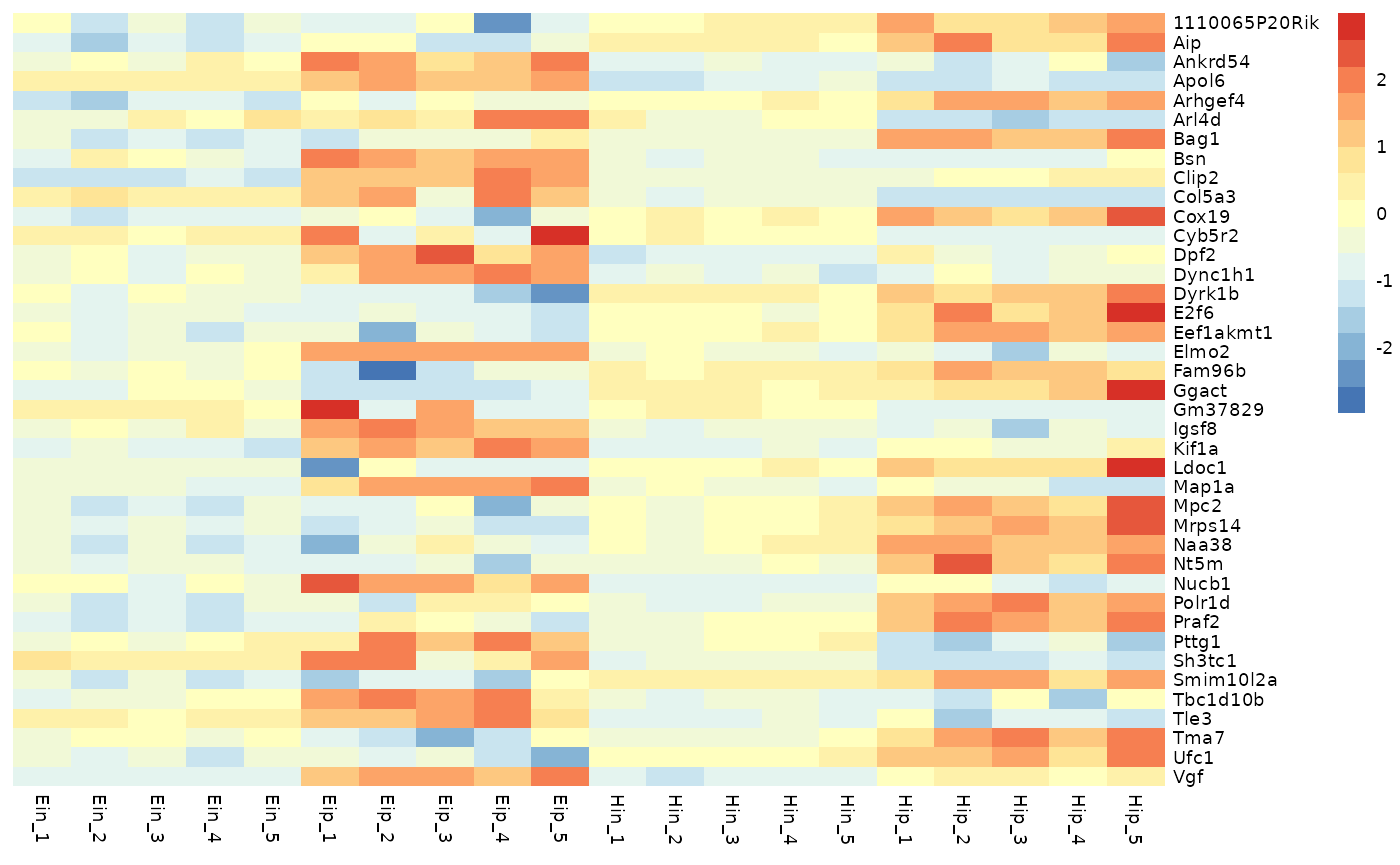 1110065P20Rik
Aip
Ankrd54
Apol6
Arhgef4
Arl4d
Bag1
Bsn
Clip2
Col5a3
Cox19
Cyb5r2
Dpf2
Dync1h1
Dyrk1b
E2f6
Eef1akmt1
Elmo2
Fam96b
Ggact
Gm37829
Igsf8
Kif1a
Ldoc1
Map1a
Mpc2
Mrps14
Naa38
Nt5m
Nucb1
Polr1d
Praf2
Pttg1
Sh3tc1
Smim10l2a
Tbc1d10b
Tle3
Tma7
Ufc1
Vgf
2
1
0
-1
-2
Ein_1
Ein_2
Ein_3
Ein_4
Ein_5
Eip_1
Eip_2
Eip_3
Eip_4
Eip_5
Hin_1
Hin_2
Hin_3
Hin_4
Hin_5
Hip_1
Hip_2
Hip_3
Hip_4
Hip_5